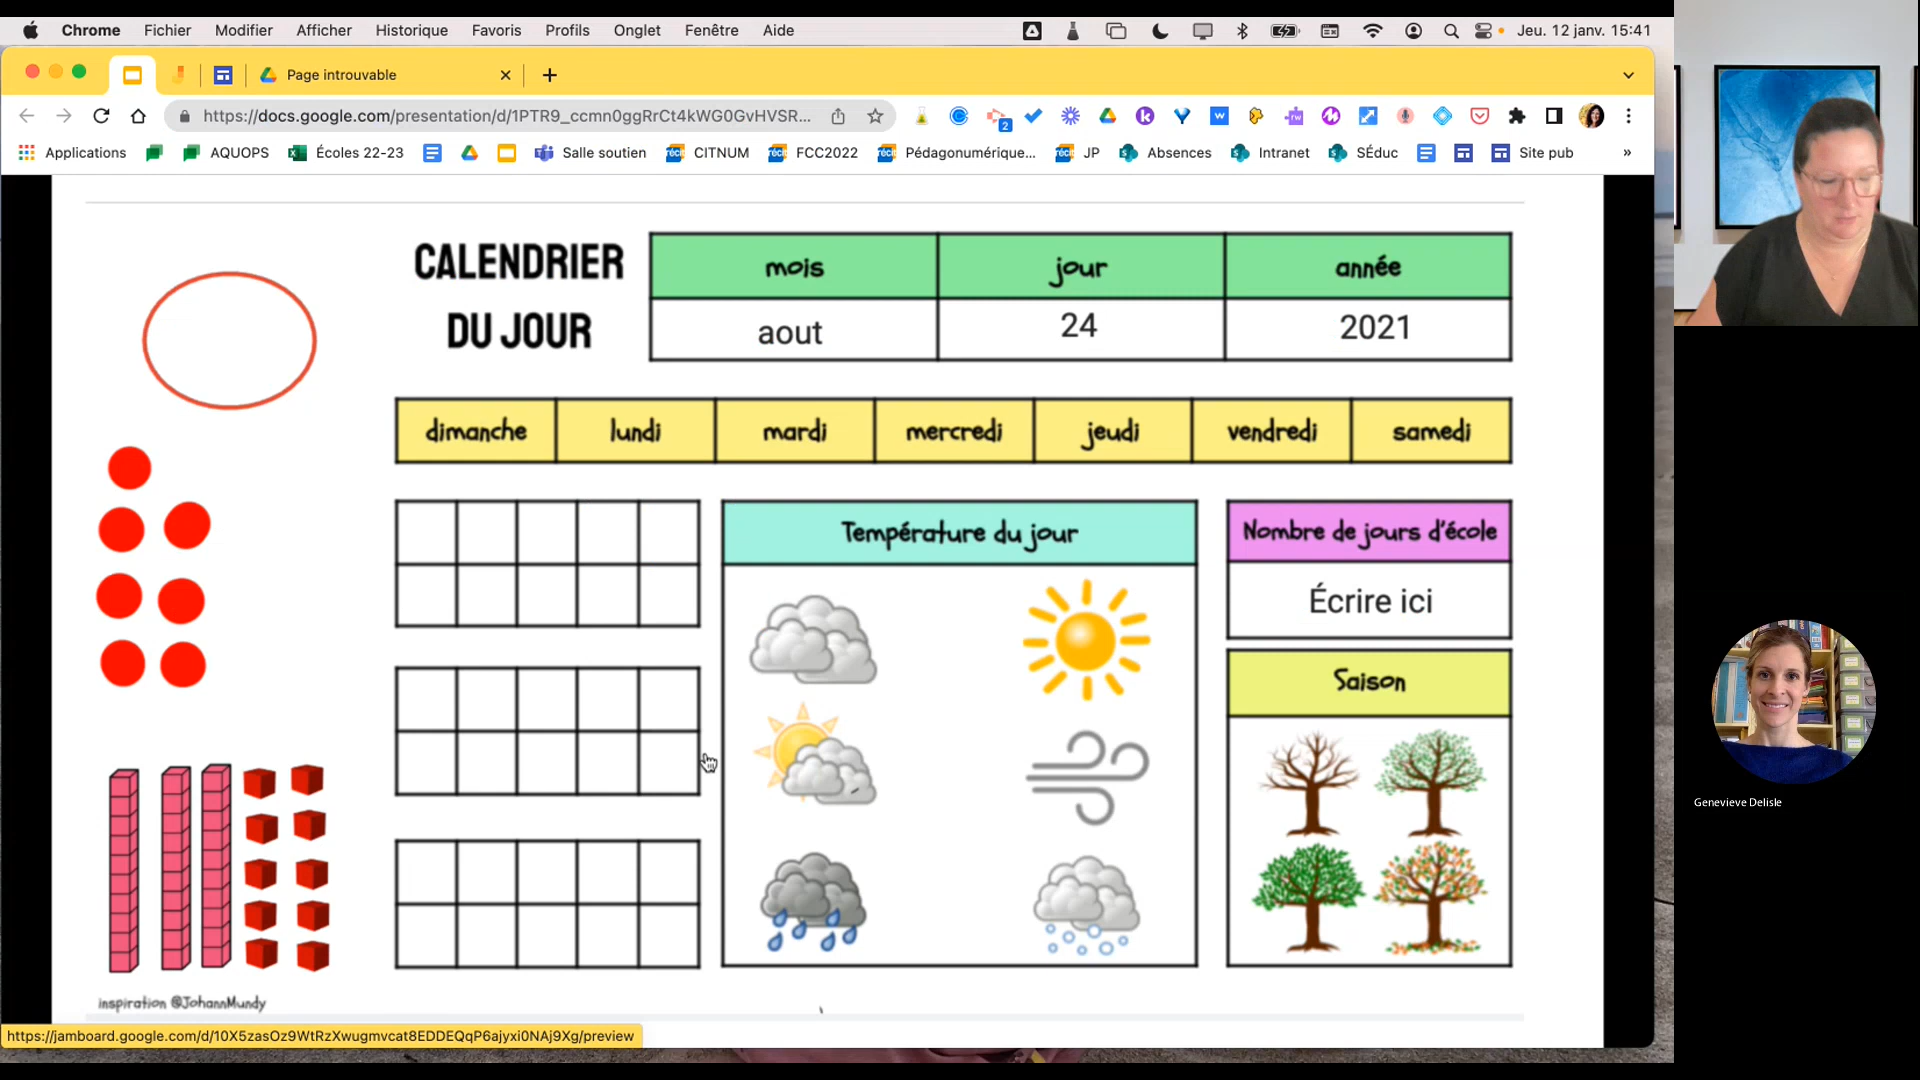 Chrome Fichier Modifier Afficher Historique Favoris Profils Onglet Fenêtre Aide Jeu. 12 janv. 15:41
Page introuvable
https://docs.google.com/presentation/d/1PTR9_ccmn0ggRrCt4kWG0GvHVSR... 2
Applications AQUOPS Écoles 22-23 Salle soutien CITNUM FCC2022 Pédagonumérique... JP Absences Intranet SÉduc Site pub »
CALENDRIER
DU JOUR
mois jour année
aout 24 2021
dimanche lundi mardi mercredi jeudi vendredi samedi
Température du jour
Nombre de jours d'école
Écrire ici
Saison
inspiration @JohannMundy
https://jamboard.google.com/d/10X5zasOz9WtRzXwugmvcat8EDDEQqP6ajyxi0NAj9Xg/preview
Genevieve Delisle